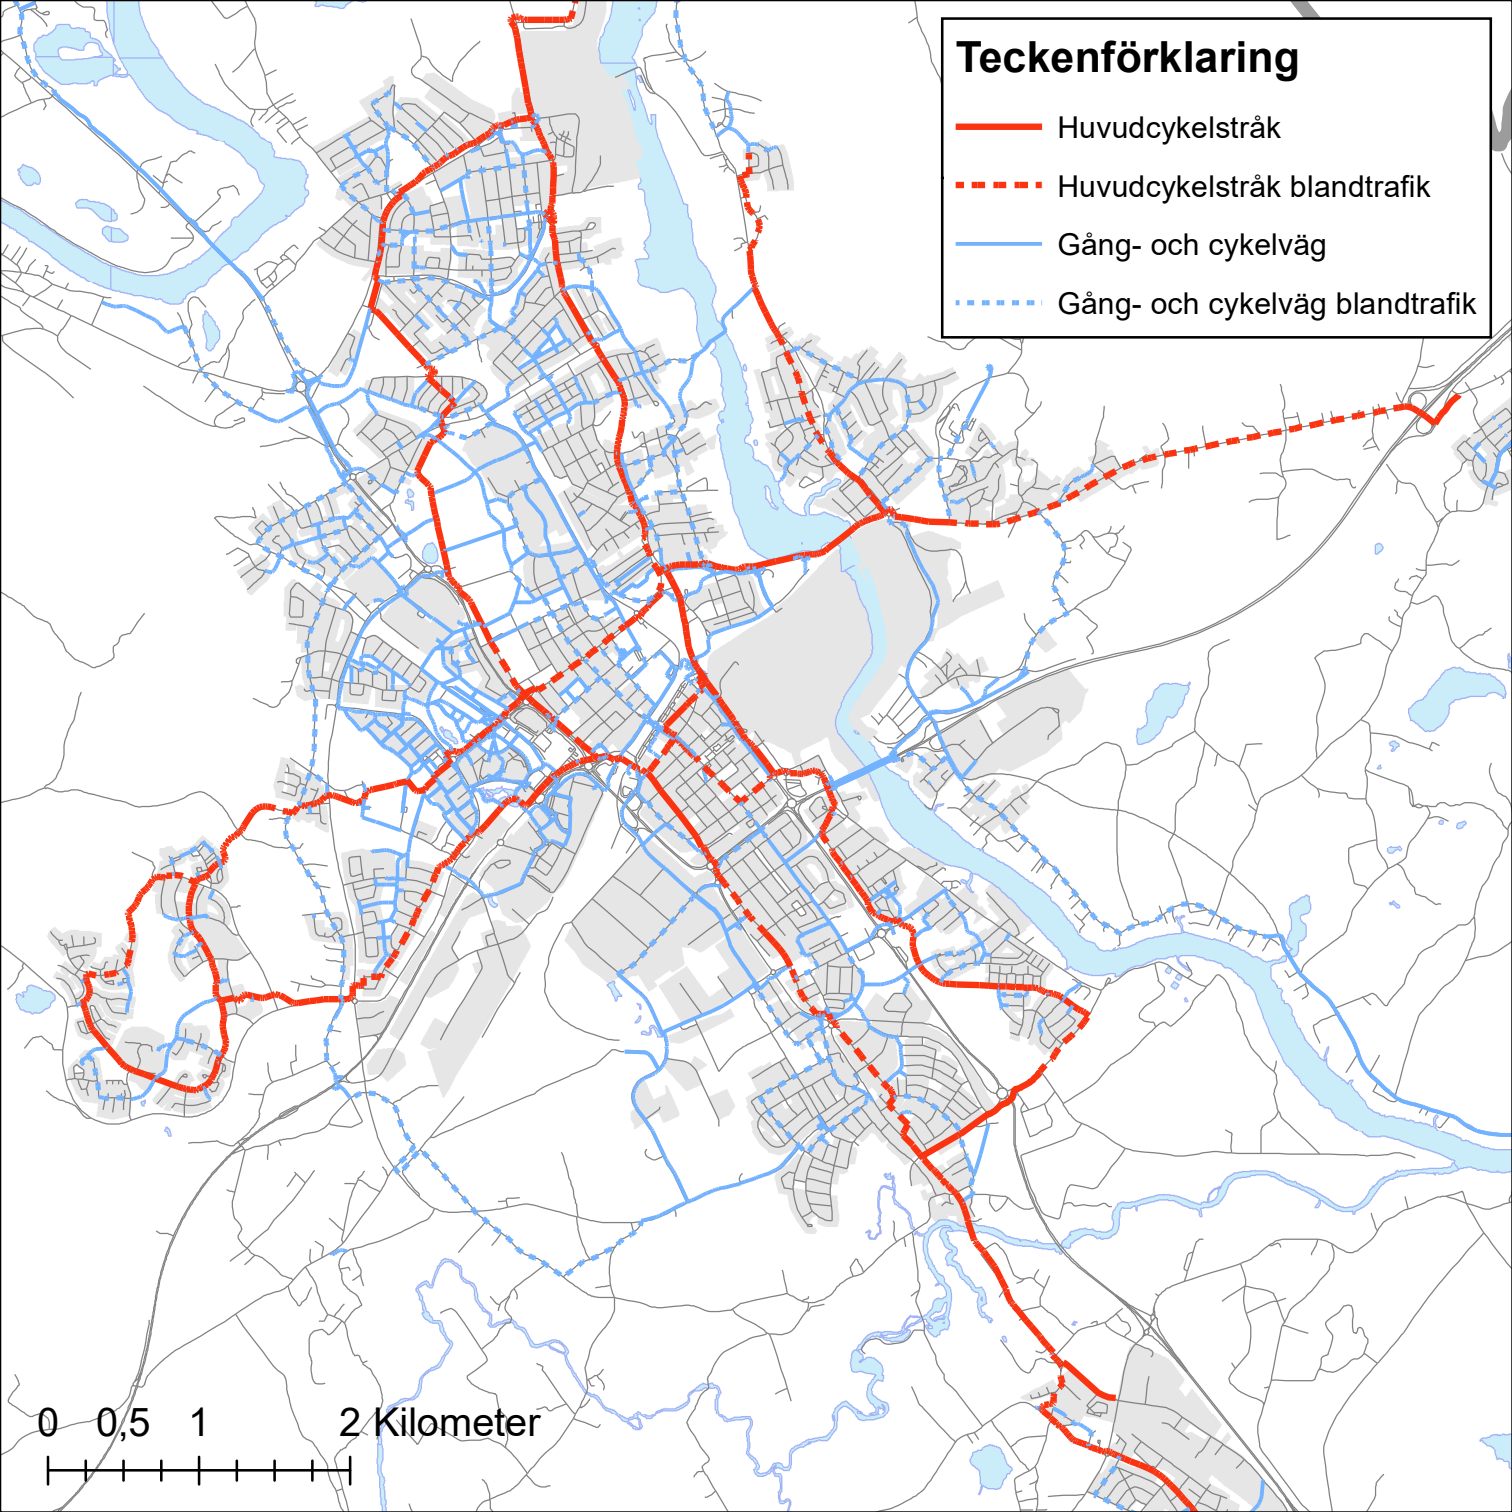 Teckenförklaring
Huvudcykelstråk
Huvudcykelstråk blandtrafik
Gång- och cykelväg
Gång- och cykelväg blandtrafik
0 0,5 1 2 Kilometer